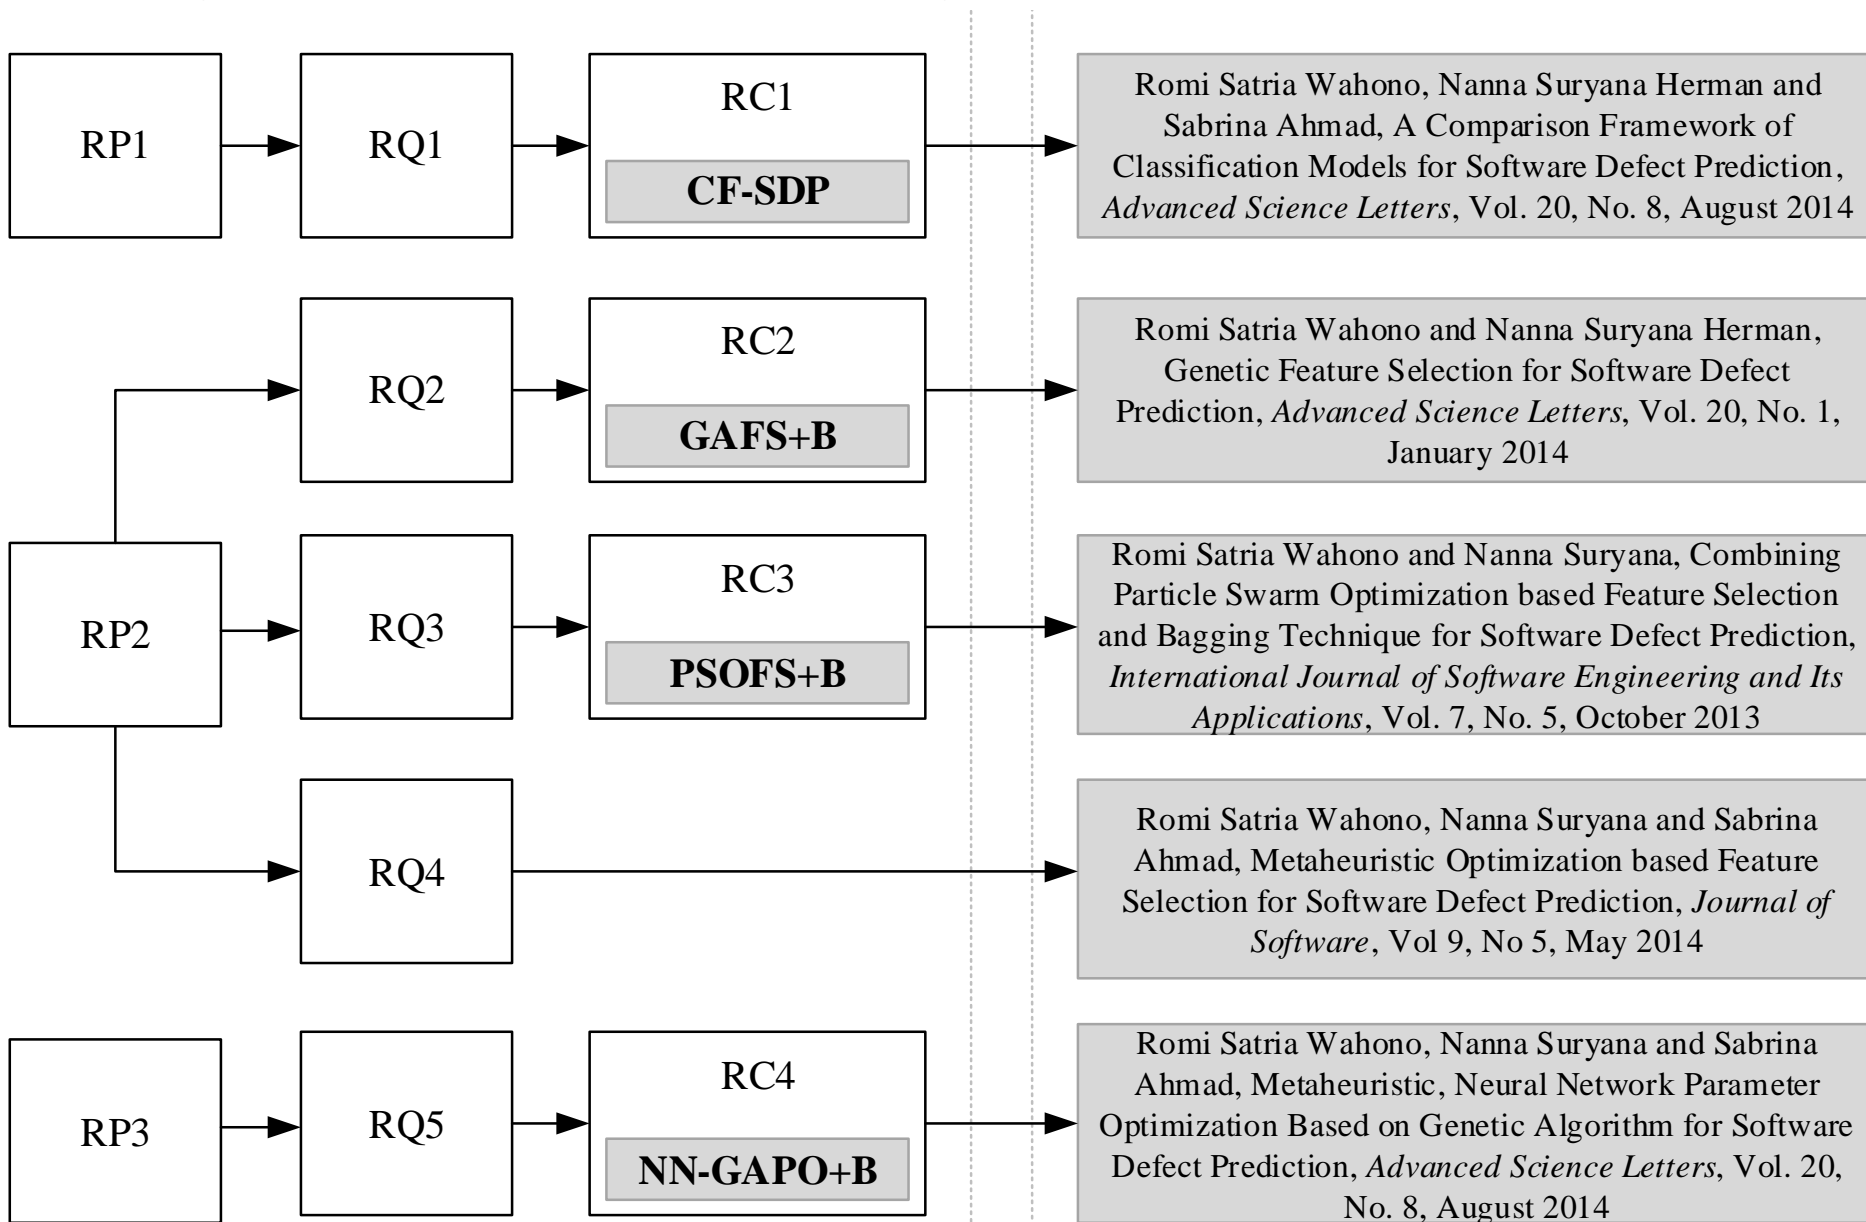 RP1
RQ1
RC1
CF-SDP
Romi Satria Wahono, Nanna Suryana Herman and
Sabrina Ahmad, A Comparison Framework of
Classification Models for Software Defect Prediction,
Advanced Science Letters, Vol. 20, No. 8, August 2014
RQ2
RC2
GAFS+B
Romi Satria Wahono and Nanna Suryana Herman,
Genetic Feature Selection for Software Defect
Prediction, Advanced Science Letters, Vol. 20, No. 1,
January 2014
RP2
RQ3
RC3
PSOFS+B
Romi Satria Wahono and Nanna Suryana, Combining
Particle Swarm Optimization based Feature Selection
and Bagging Technique for Software Defect Prediction,
International Journal of Software Engineering and Its
Applications, Vol. 7, No. 5, October 2013
RQ4
Romi Satria Wahono, Nanna Suryana and Sabrina
Ahmad, Metaheuristic Optimization based Feature
Selection for Software Defect Prediction, Journal of
Software, Vol 9, No 5, May 2014
RP3
RQ5
RC4
NN-GAPO+B
Romi Satria Wahono, Nanna Suryana and Sabrina
Ahmad, Metaheuristic, Neural Network Parameter
Optimization Based on Genetic Algorithm for Software
Defect Prediction, Advanced Science Letters, Vol. 20,
No. 8, August 2014